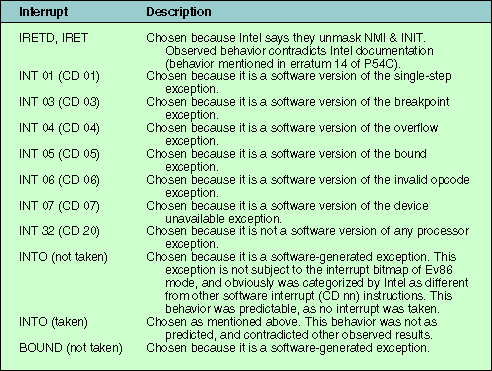 Interrupt Description
IRETD, IRET Chosen because Intel says they unmask NMI & INIT.
Observed behavior contradicts Intel documentation
(behavior mentioned in erratum 14 of P54C).
INT 01 (CD 01) Chosen because it is a software version of the single-step
exception.
INT 03 (CD 03) Chosen because it is a software version of the breakpoint
exception.
INT 04 (CD 04) Chosen because it is a software version of the overflow
exception.
INT 05 (CD 05) Chosen because it is a software version of the bound
exception.
INT 06 (CD 06) Chosen because it is a software version of the invalid opcode
exception.
INT 07 (CD 07) Chosen because it is a software version of the device
unavailable exception.
INT 32 (CD 20) Chosen because it is not a software version of any processor
exception.
INTO (not taken) Chosen because it is a software-generated exception. This
exception is not subject to the interrupt bitmap of Ev86
mode, and obviously was categorized by Intel as different
from other software interrupt (CD nn) instructions. This
behavior was predictable, as no interrupt was taken.
INTO (taken) Chosen as mentioned above. This behavior was not as
predicted, and contradicted other observed results.
BOUND (not taken) Chosen because it is a software-generated exception.